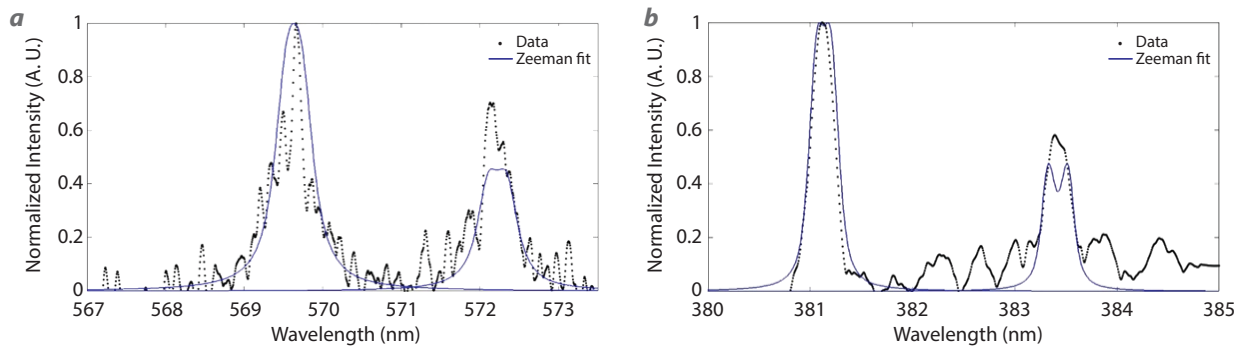 a
Normalized Intensity (A. U.)
1
0.8
0.6
0.4
0.2
0
567 568 569 570 571 572 573
Wavelength (nm)
Data
Zeeman fit
b
Normalized Intensity (A. U.)
1
0.8
0.6
0.4
0.2
0
380 381 382 383 384 385
Wavelength (nm)
Data
Zeeman fit